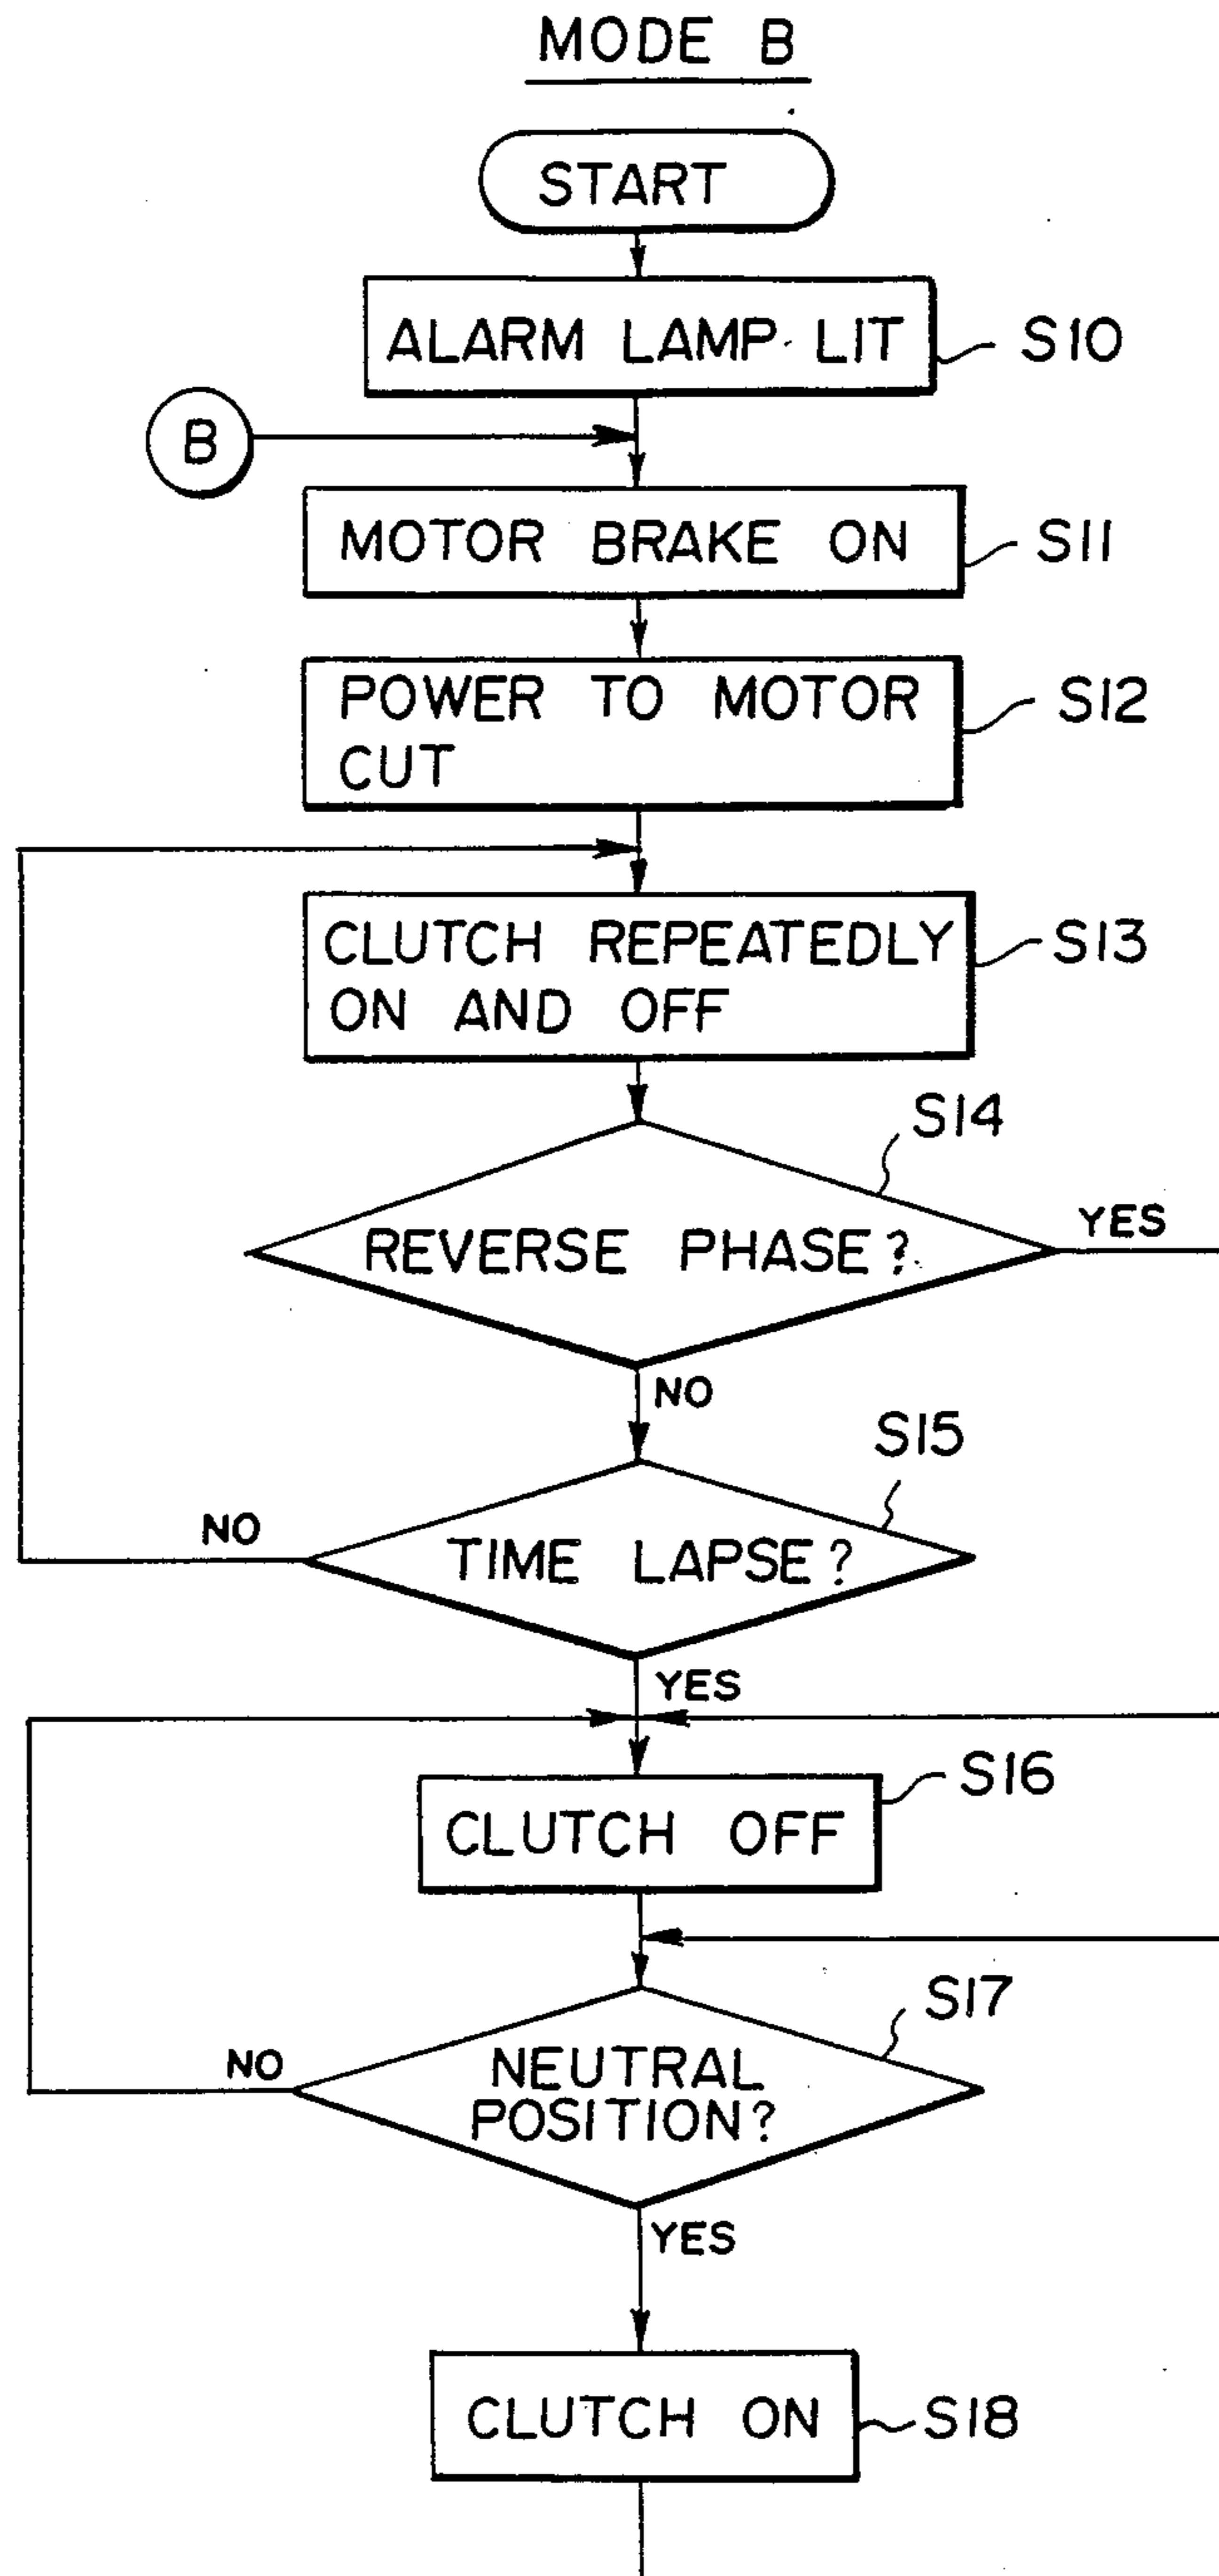 MODE B
START
ALARM LAMP LIT
S10
B
MOTOR BRAKE ON
S11
POWER TO MOTOR
CUT
S12
CLUTCH REPEATEDLY
ON AND OFF
S13
S14
REVERSE PHASE?
YES
NO
S15
TIME LAPSE?
NO
YES
S16
CLUTCH OFF
S17
NEUTRAL
POSITION?
NO
YES
CLUTCH ON
S18